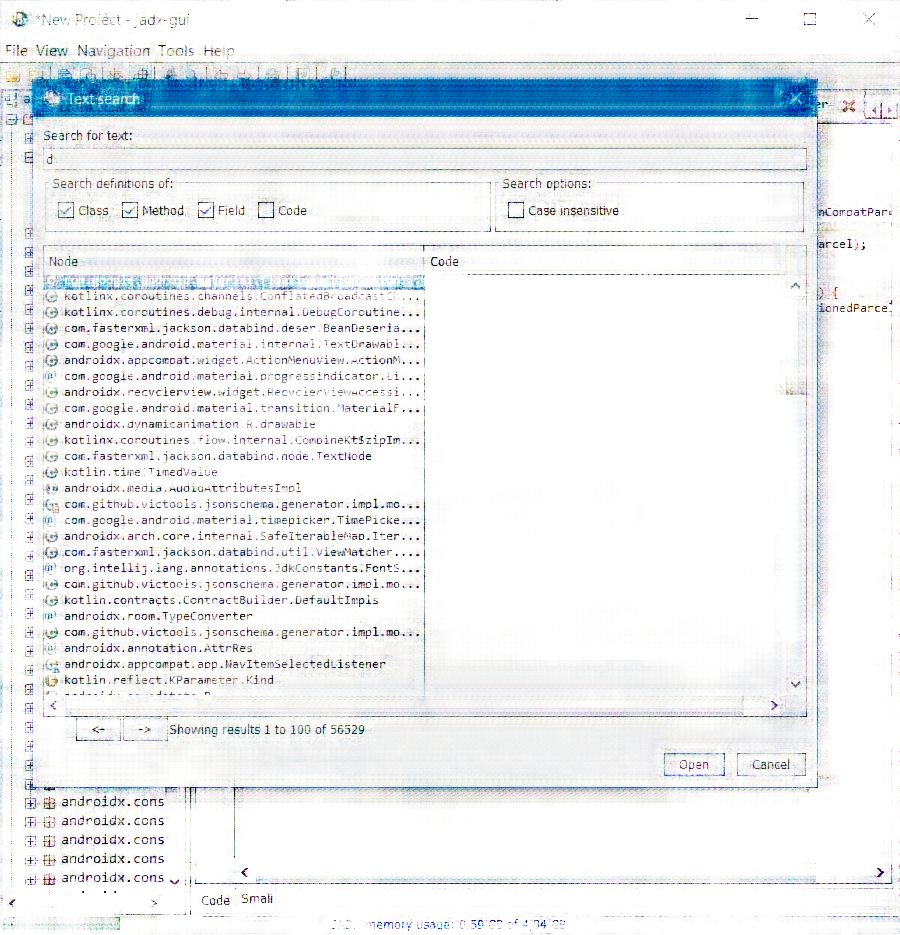 *New Project - jadx-gui
File View Navigation Tools Help
Text search
Search for text:
d
Search definitions of:
Search options:
Class Method Field Code
Case insensitive
Node Code
kotlinx.coroutines.channels.ConflatedBroadcastCh...
kotlinx.coroutines.debug.internal.DebugCoroutine...
com.fasterxml.jackson.databind.deser.BeanDeseria...
com.google.android.material.internal.TextDrawabl...
androidx.appcompat.widget.ActionMenuView.ActionM...
com.google.android.material.progressindicator.Li...
androidx.recyclerview.widget.RecyclerViewAccessi...
com.google.android.material.transition.MaterialF...
androidx.dynamicanimation.R.drawable
kotlinx.coroutines.flow.internal.CombineKt$zipIm...
com.fasterxml.jackson.databind.node.TextNode
kotlin.time.TimedValue
androidx.media.AudioAttributesImpl
com.github.victools.jsonschema.generator.impl.mo...
com.google.android.material.timepicker.TimePicke...
androidx.arch.core.internal.SafeIterableMap.Iter...
com.fasterxml.jackson.databind.util.ViewMatcher....
org.intellij.lang.annotations.JdkConstants.FontS...
com.github.victools.jsonschema.generator.impl.mo...
kotlin.contracts.ContractBuilder.DefaultImpls
androidx.room.TypeConverter
com.github.victools.jsonschema.generator.impl.mo...
androidx.annotation.AttrRes
androidx.appcompat.app.NavItemSelectedListener
kotlin.reflect.KParameter.Kind
nCompatParc
arcel);
) {
ionedParcel
<- -> Showing results 1 to 100 of 56529
Open Cancel
androidx.cons
androidx.cons
androidx.cons
androidx.cons
androidx.cons
Code Smali
memory usage: 0.59 GB of 4.34 GB